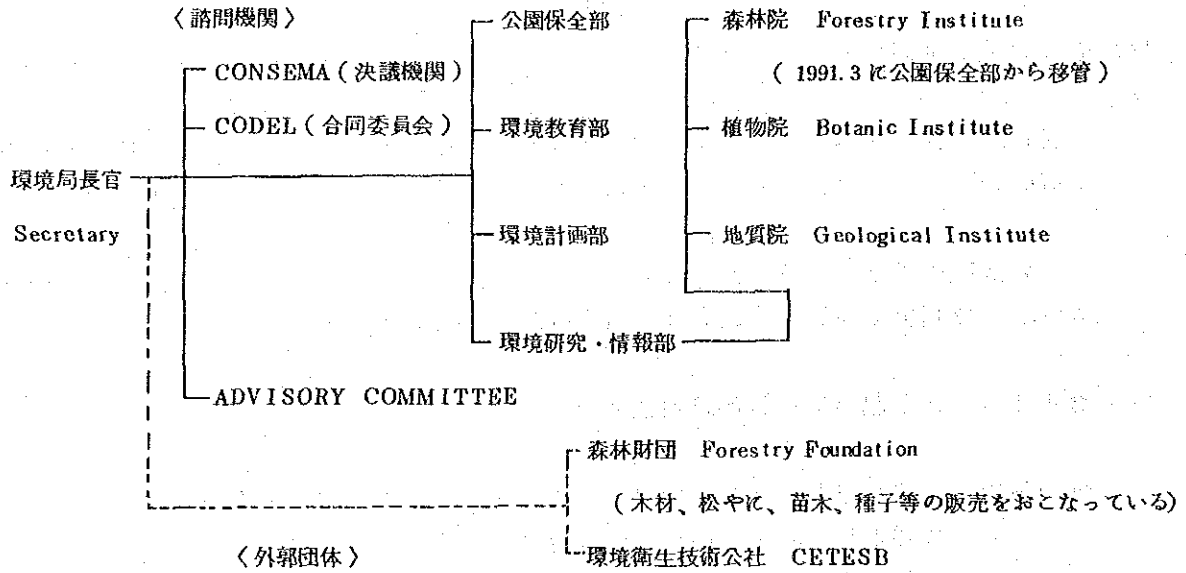 〈諮問機関〉
公園保全部
森林院 Forestry Institute
CONSEMA(決議機関)
(1991.3に公園保全部から移管)
CODEL(合同委員会)
環境教育部
植物院 Botanic Institute
環境局長官
Secretary
環境計画部
地質院 Geological Institute
環境研究・情報部
ADVISORY COMMITTEE
森林財団 Forestry Foundation
(木材、松やに、苗木、種子等の販売をおこなっている)
〈外郭団体〉
環境衛生技術公社 CETESB